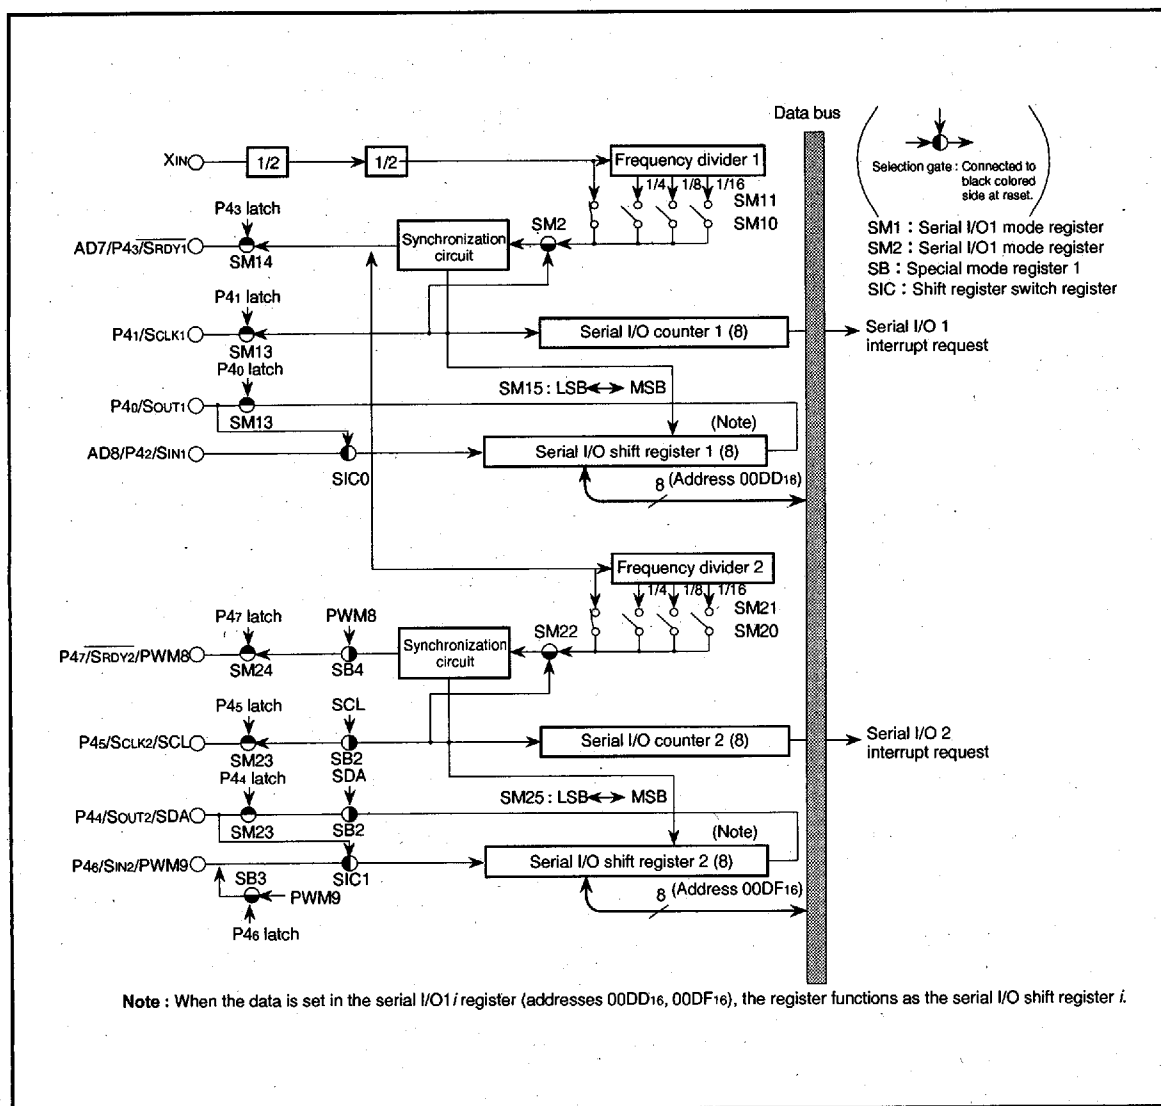 Data bus
XIN
1/2
1/2
Frequency divider 1
1/4 1/8 1/16
SM11
SM10
Selection gate : Connected to
black colored
side at reset.
SM1 : Serial I/O1 mode register
SM2 : Serial I/O1 mode register
SB : Special mode register 1
SIC : Shift register switch register
P43 latch
AD7/P43/SRDY1
SM14
Synchronization
circuit
SM2
P41 latch
P41/SCLK1
SM13
Serial I/O counter 1 (8)
Serial I/O 1
interrupt request
P40 latch
SM15 : LSB ↔ MSB
P40/SOUT1
SM13
(Note)
AD8/P42/SIN1
SIC0
Serial I/O shift register 1 (8)
8 (Address 00DD16)
Frequency divider 2
1/4 1/8 1/16
SM21
SM20
P47 latch
PWM8
P47/SRDY2/PWM8
SM24
SB4
Synchronization
circuit
SM22
P45 latch
SCL
P45/SCLK2/SCL
SM23
SB2
Serial I/O counter 2 (8)
Serial I/O 2
interrupt request
P44 latch
SDA
SM25 : LSB ↔ MSB
P44/SOUT2/SDA
SM23
SB2
(Note)
P46/SIN2/PWM9
SIC1
Serial I/O shift register 2 (8)
SB3
PWM9
P46 latch
8 (Address 00DF16)
Note : When the data is set in the serial I/O1 i register (addresses 00DD16, 00DF16), the register functions as the serial I/O shift register i.